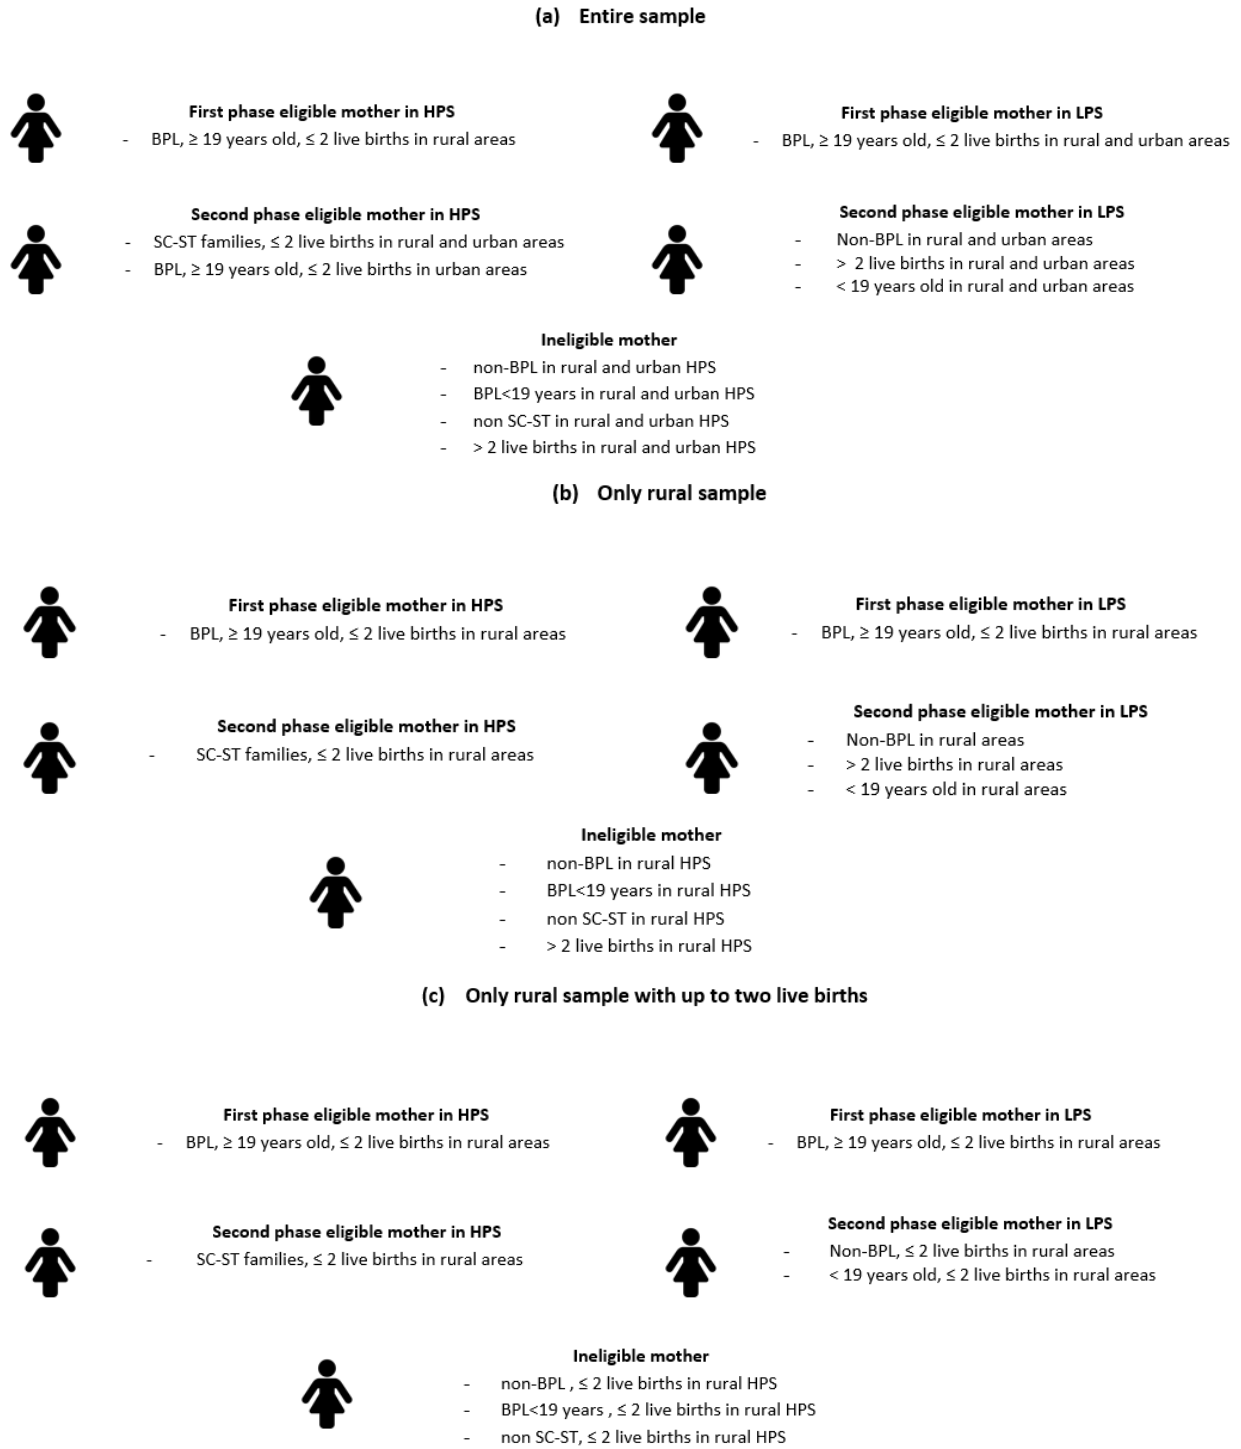 (a) Entire sample
First phase eligible mother in HPS
- BPL, ≥ 19 years old, ≤ 2 live births in rural areas
First phase eligible mother in LPS
- BPL, ≥ 19 years old, ≤ 2 live births in rural and urban areas
Second phase eligible mother in HPS
- SC-ST families, ≤ 2 live births in rural and urban areas
- BPL, ≥ 19 years old, ≤ 2 live births in urban areas
Second phase eligible mother in LPS
- Non-BPL in rural and urban areas
- > 2 live births in rural and urban areas
- < 19 years old in rural and urban areas
Ineligible mother
- non-BPL in rural and urban HPS
- BPL<19 years in rural and urban HPS
- non SC-ST in rural and urban HPS
- > 2 live births in rural and urban HPS
(b) Only rural sample
First phase eligible mother in HPS
- BPL, ≥ 19 years old, ≤ 2 live births in rural areas
First phase eligible mother in LPS
- BPL, ≥ 19 years old, ≤ 2 live births in rural areas
Second phase eligible mother in HPS
- SC-ST families, ≤ 2 live births in rural areas
Second phase eligible mother in LPS
- Non-BPL in rural areas
- > 2 live births in rural areas
- < 19 years old in rural areas
Ineligible mother
- non-BPL in rural HPS
- BPL<19 years in rural HPS
- non SC-ST in rural HPS
- > 2 live births in rural HPS
(c) Only rural sample with up to two live births
First phase eligible mother in HPS
- BPL, ≥ 19 years old, ≤ 2 live births in rural areas
First phase eligible mother in LPS
- BPL, ≥ 19 years old, ≤ 2 live births in rural areas
Second phase eligible mother in HPS
- SC-ST families, ≤ 2 live births in rural areas
Second phase eligible mother in LPS
- Non-BPL, ≤ 2 live births in rural areas
- < 19 years old, ≤ 2 live births in rural areas
Ineligible mother
- non-BPL , ≤ 2 live births in rural HPS
- BPL<19 years , ≤ 2 live births in rural HPS
- non SC-ST, ≤ 2 live births in rural HPS